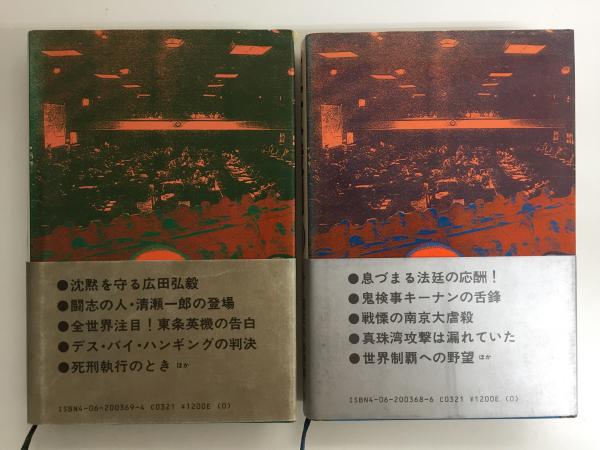 ●沈黙を守る広田弘毅
●闘志の人・清瀬一郎の登場
●全世界注目！東条英機の告白
●デス・バイ・ハンギングの判決
●死刑執行のとき ほか
ISBN4-06-200369-4 C0321 ¥1200E (0)
●息づまる法廷の応酬！
●鬼検事キーナンの舌鋒
●戦慄の南京大虐殺
●真珠湾攻撃は漏れていた
●世界制覇への野望 ほか
ISBN4-06-200368-6 C0321 ¥1200E (0)